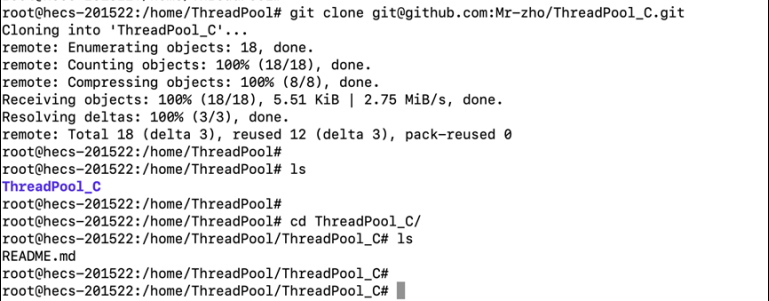 root@hecs-201522:/home/ThreadPool# git clone git@github.com:Mr-zho/ThreadPool_C.git
Cloning into 'ThreadPool_C'...
remote: Enumerating objects: 18, done.
remote: Counting objects: 100% (18/18), done.
remote: Compressing objects: 100% (8/8), done.
Receiving objects: 100% (18/18), 5.51 KiB | 2.75 MiB/s, done.
Resolving deltas: 100% (3/3), done.
remote: Total 18 (delta 3), reused 12 (delta 3), pack-reused 0
root@hecs-201522:/home/ThreadPool#
root@hecs-201522:/home/ThreadPool# ls
ThreadPool_C
root@hecs-201522:/home/ThreadPool#
root@hecs-201522:/home/ThreadPool# cd ThreadPool_C/
root@hecs-201522:/home/ThreadPool/ThreadPool_C# ls
README.md
root@hecs-201522:/home/ThreadPool/ThreadPool_C#
root@hecs-201522:/home/ThreadPool/ThreadPool_C#